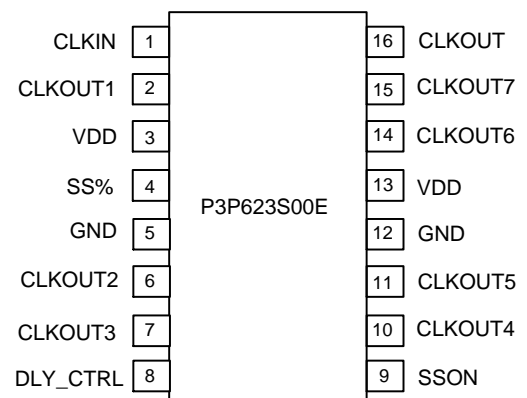 CLKIN 1 16 CLKOUT
CLKOUT1 2 15 CLKOUT7
VDD 3 14 CLKOUT6
SS% 4 13 VDD
P3P623S00E
GND 5 12 GND
CLKOUT2 6 11 CLKOUT5
CLKOUT3 7 10 CLKOUT4
DLY_CTRL 8 9 SSON